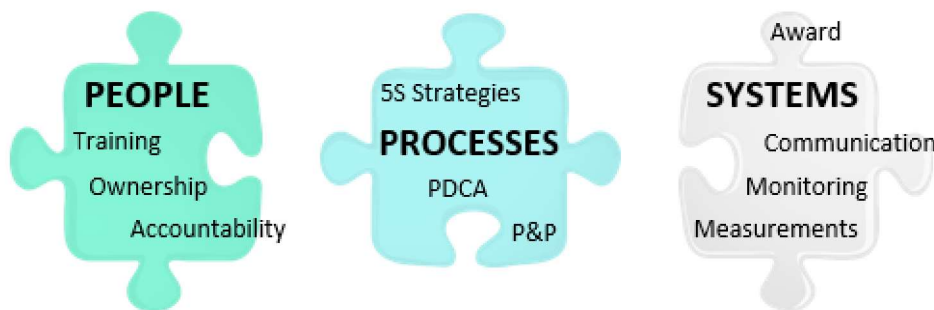 PEOPLE
Training
Ownership
Accountability
5S Strategies
PROCESSES
PDCA
P&P
Award
SYSTEMS
Communication
Monitoring
Measurements